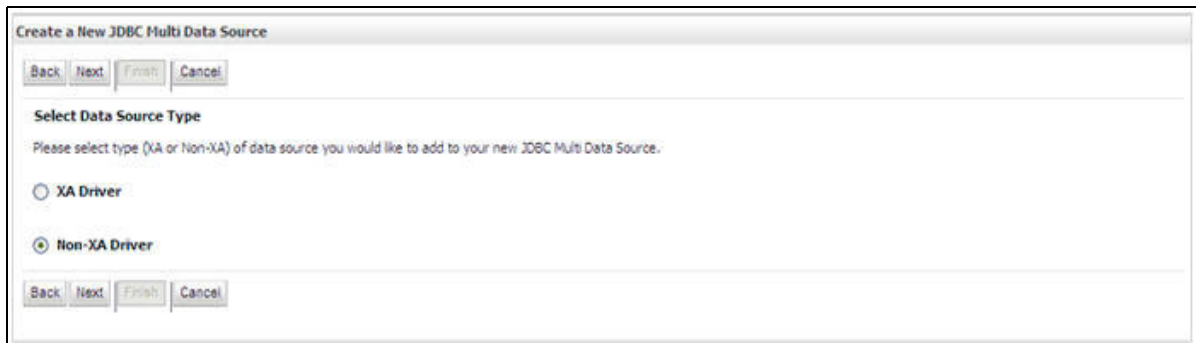 Create a New JDBC Multi Data Source
Back Next Finish Cancel
Select Data Source Type
Please select type (XA or Non-XA) of data source you would like to add to your new JDBC Multi Data Source.
XA Driver
Non-XA Driver
Back Next Finish Cancel